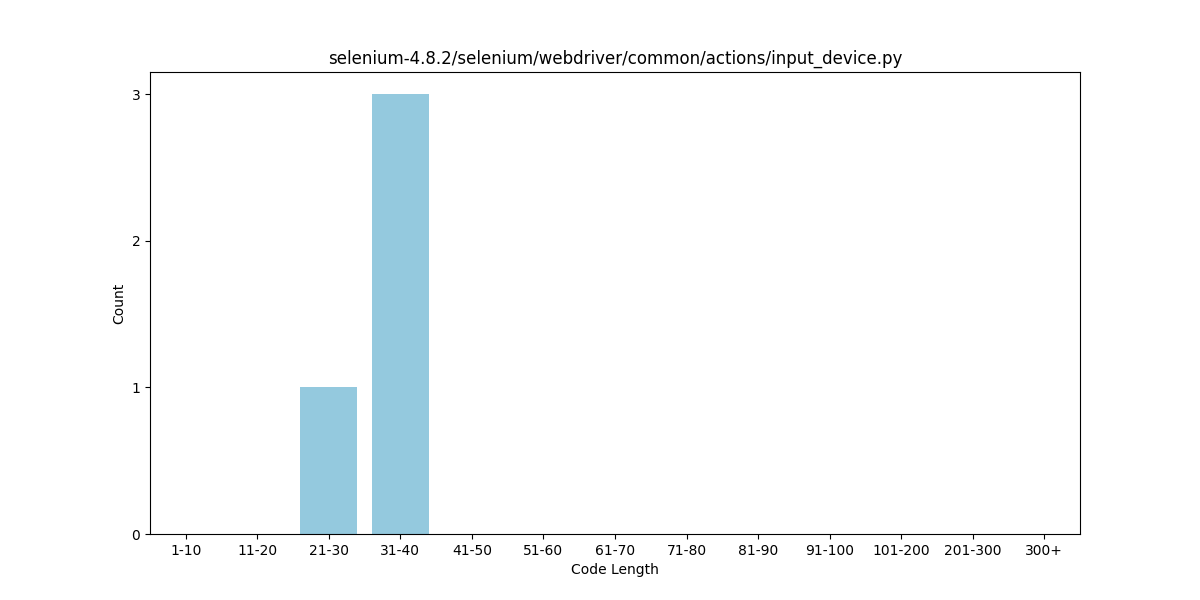 selenium-4.8.2/selenium/webdriver/common/actions/input_device.py
3
2
1
0
Count
1-10 11-20 21-30 31-40 41-50 51-60 61-70 71-80 81-90 91-100 101-200 201-300 300+
Code Length